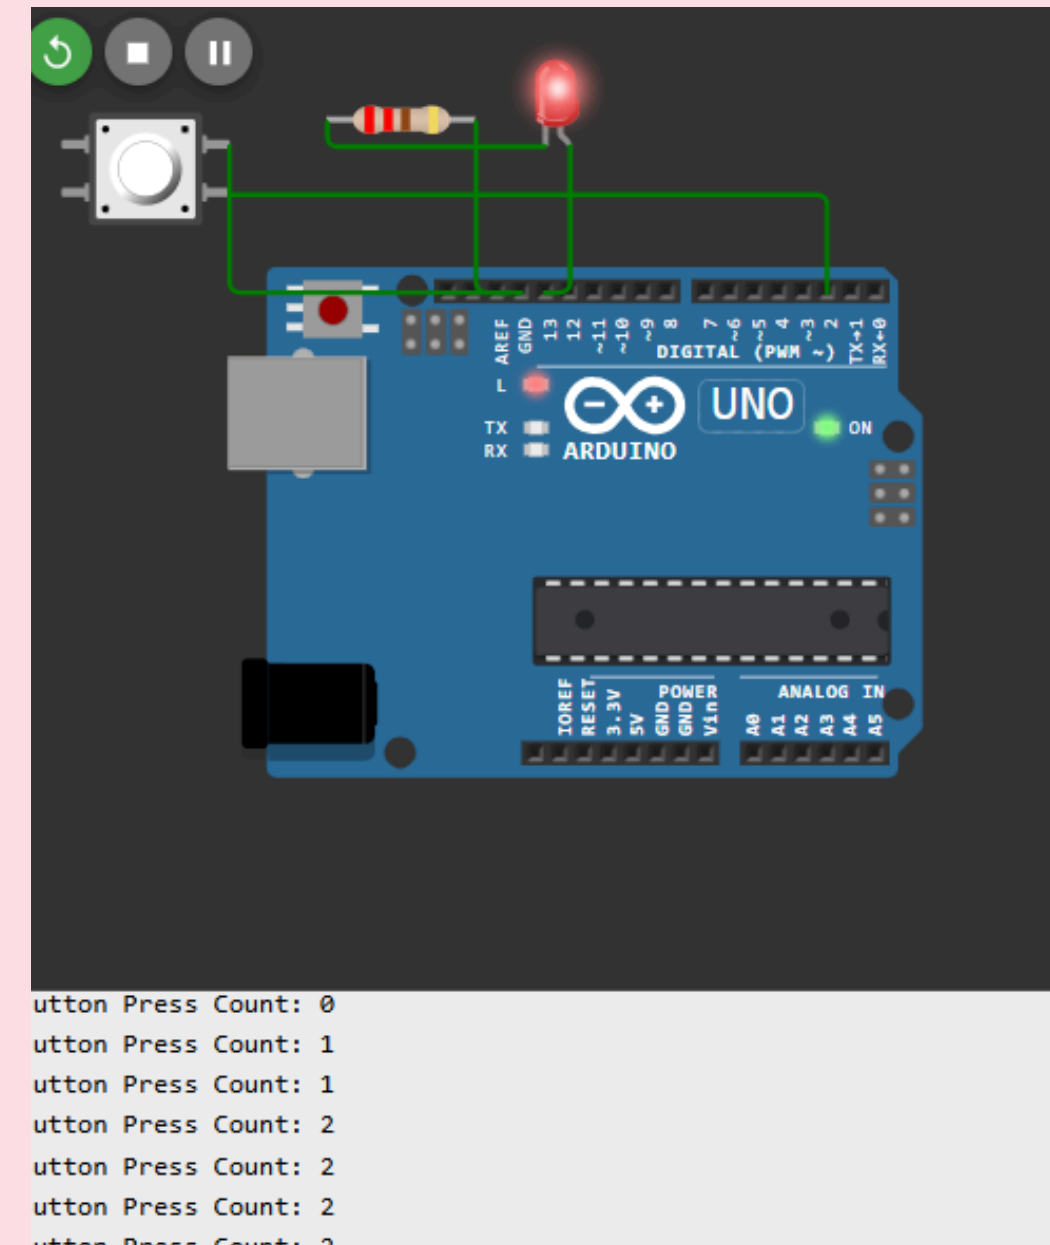 AREF
GND
13
12
~11
~10
~9
8
7
~6
~5
4
~3
2
TX→1
RX←0
DIGITAL (PWM ~)
L
TX
RX
ARDUINO
UNO
ON
IOREF
RESET
3.3V
5V
GND
GND
Vin
POWER
ANALOG IN
A0
A1
A2
A3
A4
A5
utton Press Count: 0
utton Press Count: 1
utton Press Count: 1
utton Press Count: 2
utton Press Count: 2
utton Press Count: 2
utton Press Count: